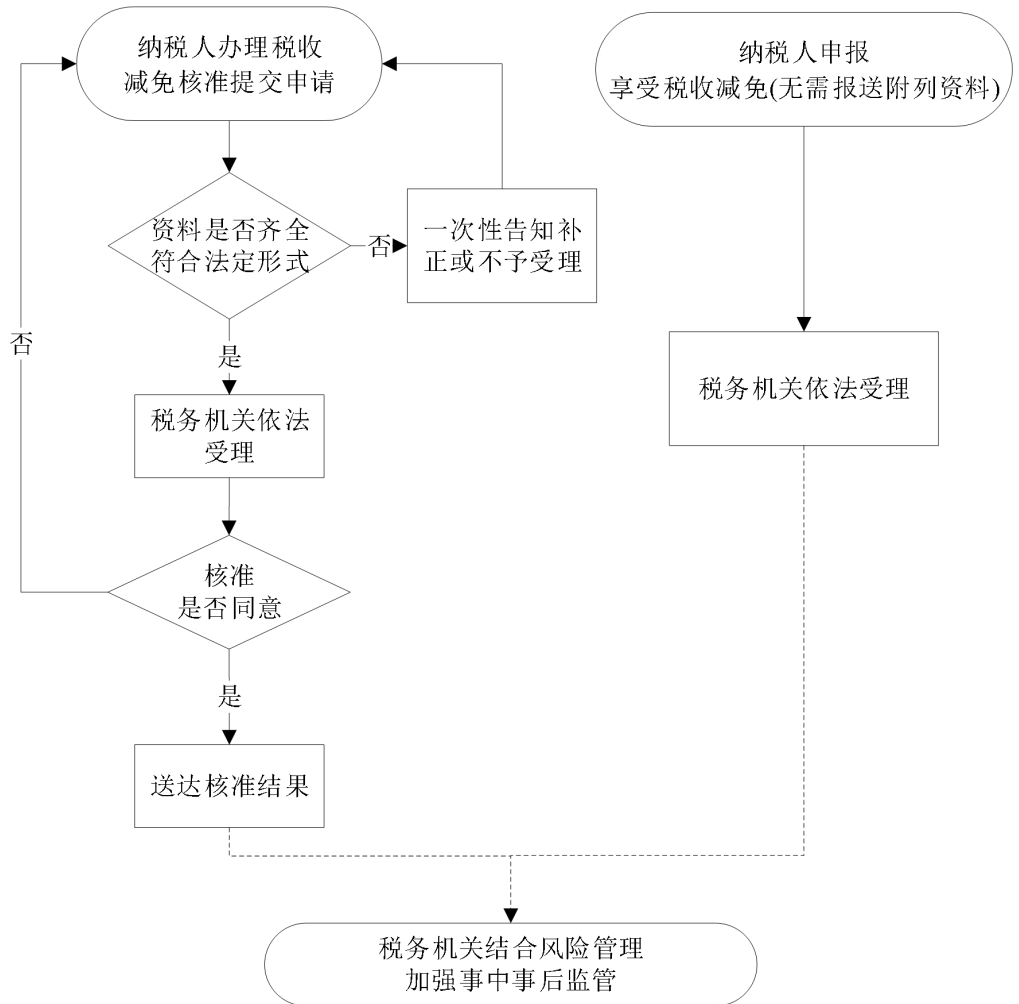 纳税人办理税收
减免核准提交申请
资料是否齐全
符合法定形式
否
一次性告知补
正或不予受理
是
税务机关依法
受理
核准
是否同意
否
是
送达核准结果
纳税人申报
享受税收减免(无需报送附列资料)
税务机关依法受理
税务机关结合风险管理
加强事中事后监管